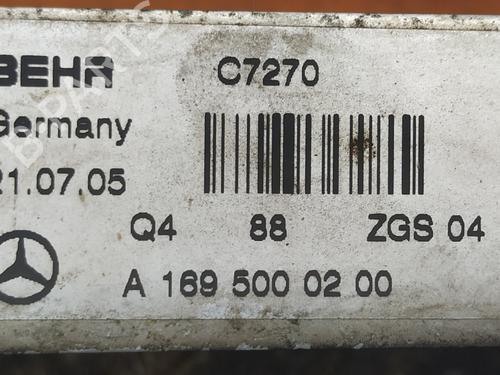 BEHR C7270
Germany
21.07.05
Q4 88 ZGS 04
A 169 500 02 00